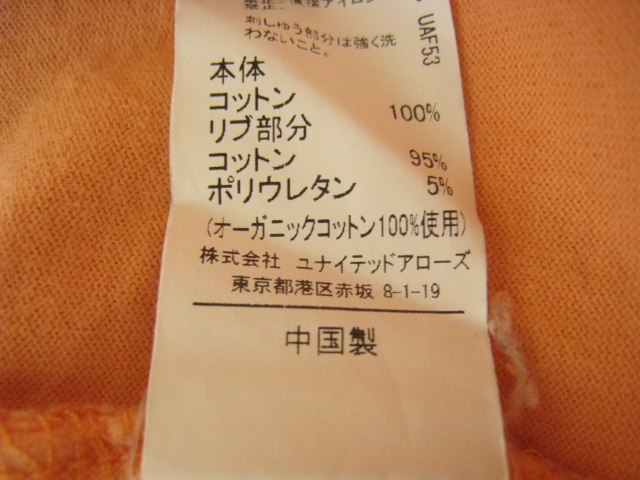 刺しゅう部分は強く洗
わないこと。
UAF53
本体
コットン 100%
リブ部分
コットン 95%
ポリウレタン 5%
(オーガニックコットン100%使用)
株式会社 ユナイテッドアローズ
東京都港区赤坂 8-1-19
中国製